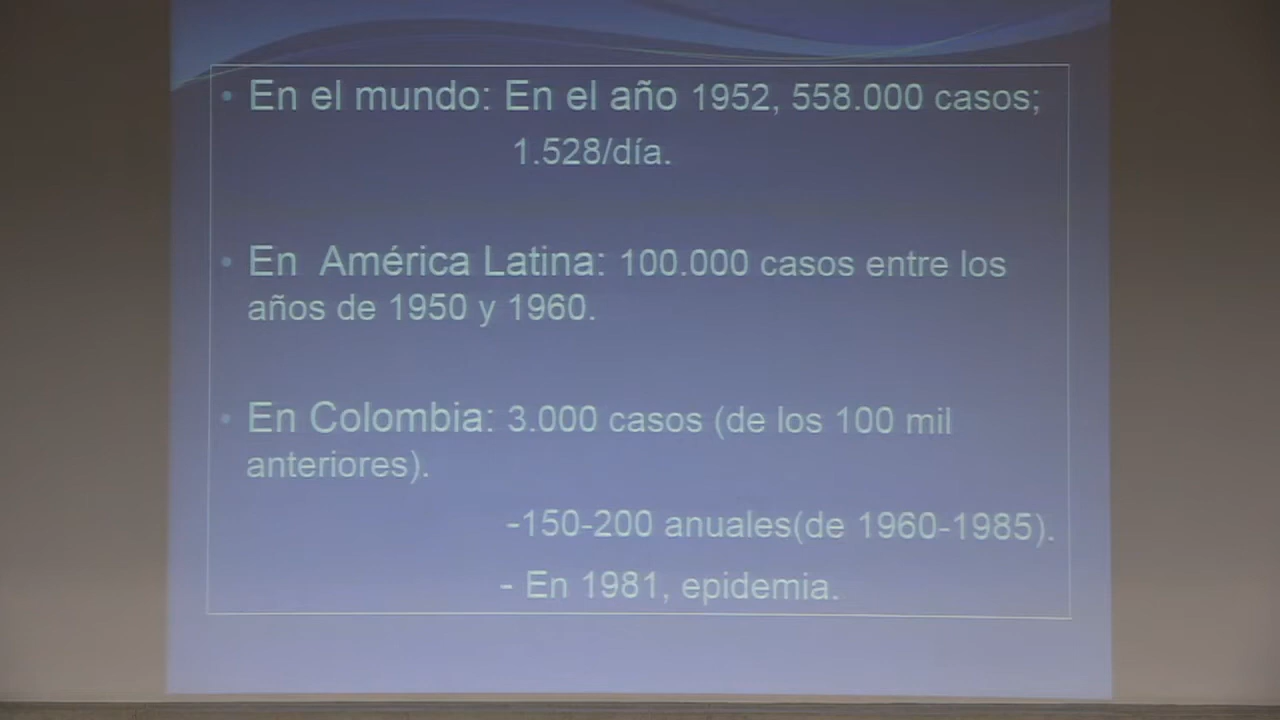 • En el mundo: En el año 1952, 558.000 casos;
1.528/día.
• En América Latina: 100.000 casos entre los
años de 1950 y 1960.
• En Colombia: 3.000 casos (de los 100 mil
anteriores).
-150-200 anuales(de 1960-1985).
- En 1981, epidemia.